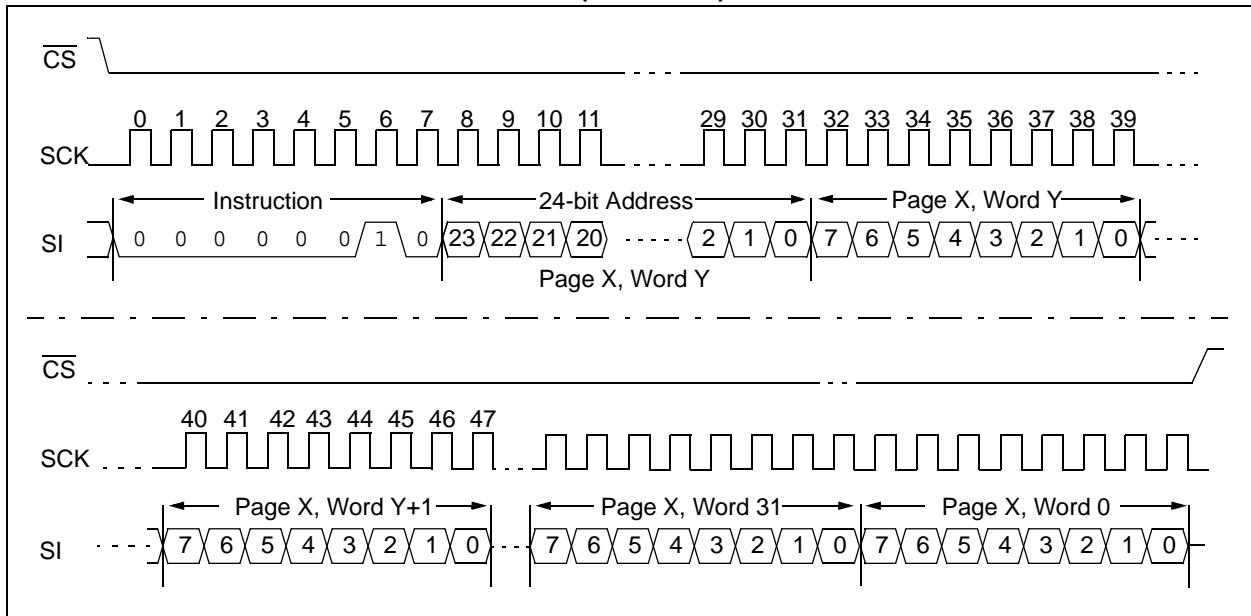 CS
0 1 2 3 4 5 6 7 8 9 10 11 29 30 31 32 33 34 35 36 37 38 39
SCK
Instruction 24-bit Address Page X, Word Y
SI 0 0 0 0 0 0 1 0 23 22 21 20 2 1 0 7 6 5 4 3 2 1 0
Page X, Word Y
CS
40 41 42 43 44 45 46 47
SCK
Page X, Word Y+1 Page X, Word 31 Page X, Word 0
SI 7 6 5 4 3 2 1 0 7 6 5 4 3 2 1 0 7 6 5 4 3 2 1 0